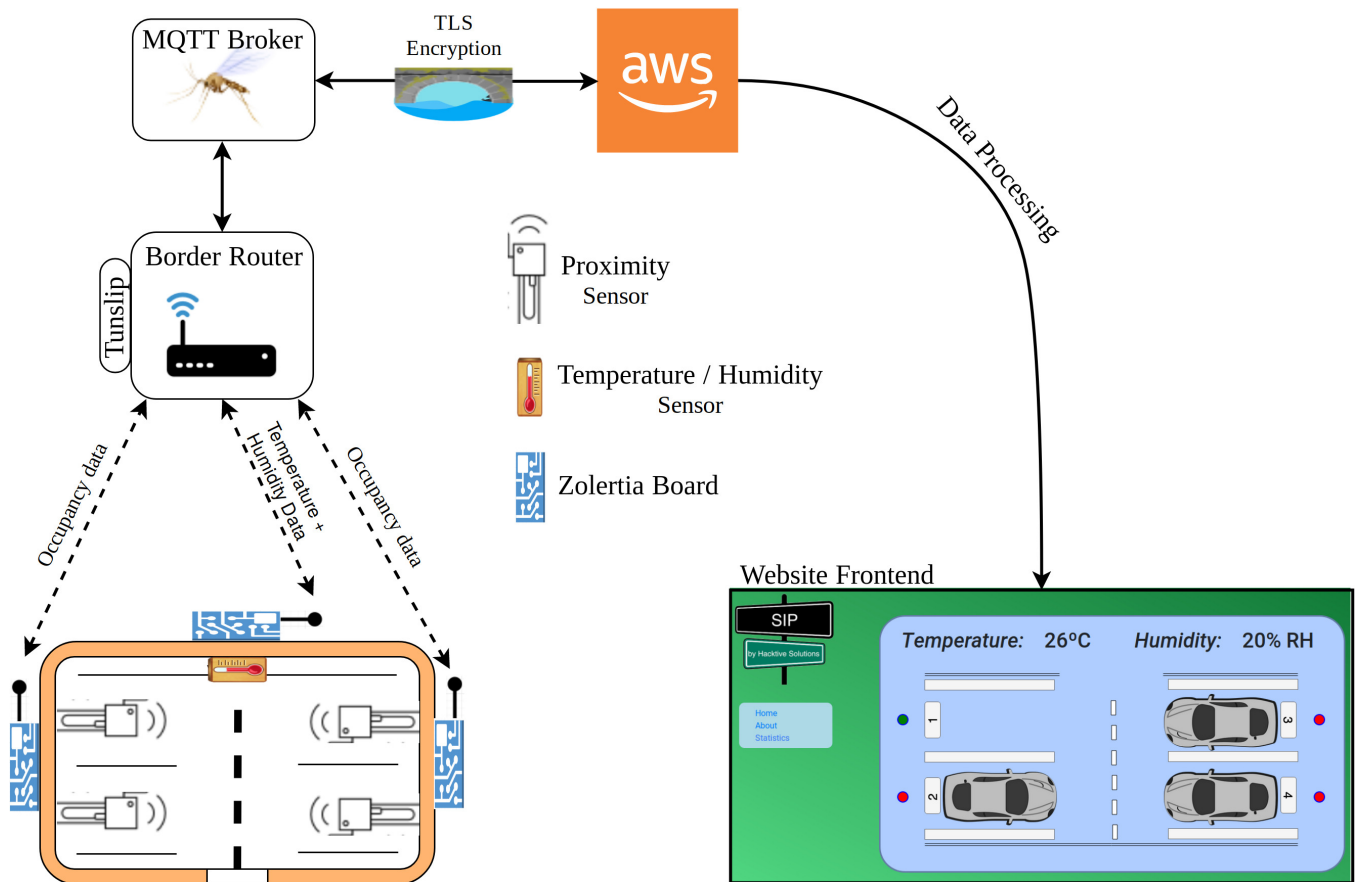 MQTT Broker
TLS
Encryption
aws
Data Processing
Border Router
Tunslip
Proximity
Sensor
Temperature / Humidity
Sensor
Zolertia Board
Occupancy data
Temperature +
Humidity Data
Occupancy data
Website Frontend
SIP
by Hacktive Solutions
Home
About
Statistics
Temperature: 26ºC Humidity: 20% RH
1
3
2
4